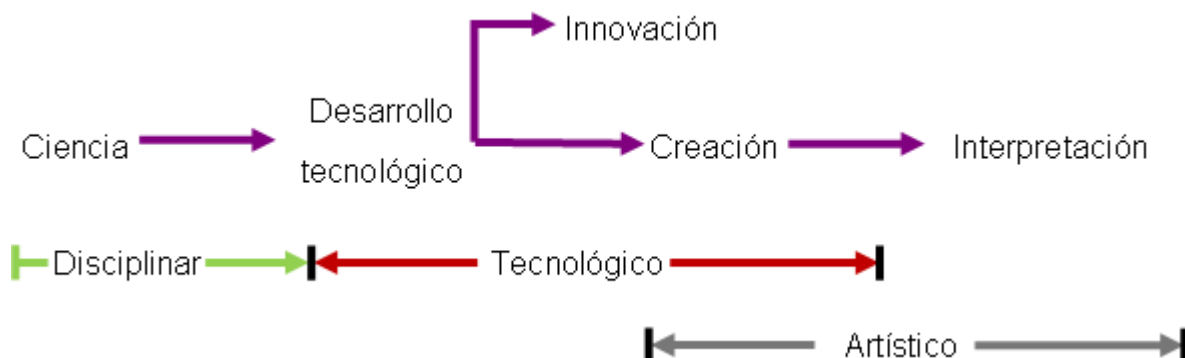 Innovación
Ciencia
Desarrollo
tecnológico
Creación
Interpretación
Disciplinar
Tecnológico
Artístico